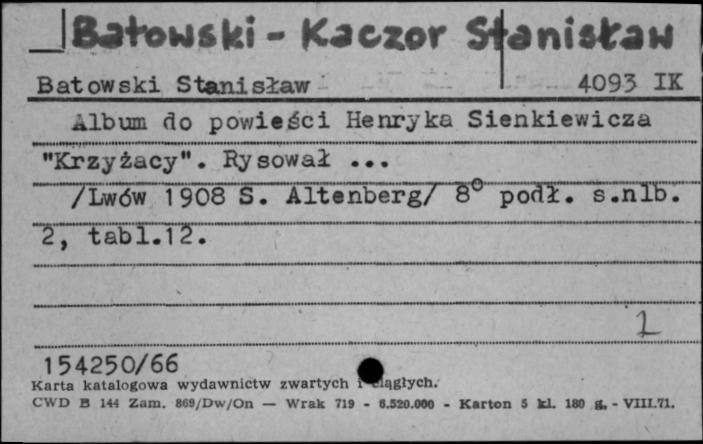 Batowski - Kaczor Stanisław
Batowski Stanisław 4093 IK
Album do powieści Henryka Sienkiewicza
"Krzyżacy". Rysował ...
/Lwów 1908 S. Altenberg/ 8° podł. s.nlb.
2, tabl.12.
1
154250/66
Karta katalogowa wydawnictw zwartych i ciągłych.
CWD B 144 Zam. 869/Dw/On — Wrak 719 - 6.520.000 - Karton 5 kl. 180 g. - VIII.71.